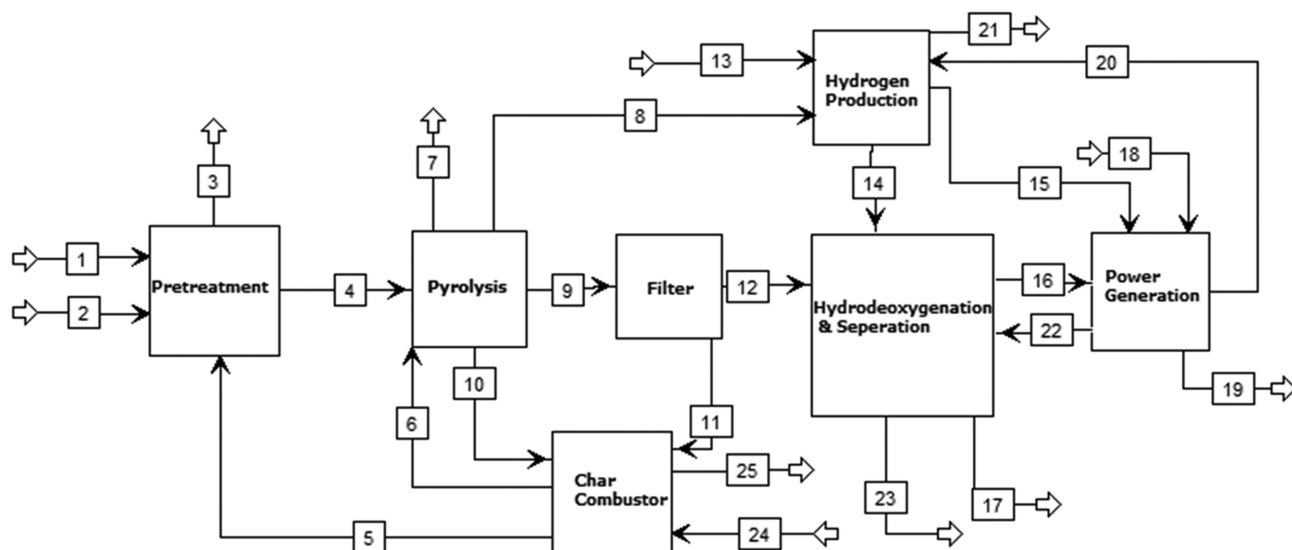 21
13
Hydrogen
Production
20
8
7
3
18
14
15
1
Pretreatment
2
4
Pyrolysis
9
Filter
12
Hydrodeoxygenation
& Seperation
16
Power
Generation
22
10
6
11
19
Char
Combustor
25
23
17
5
24